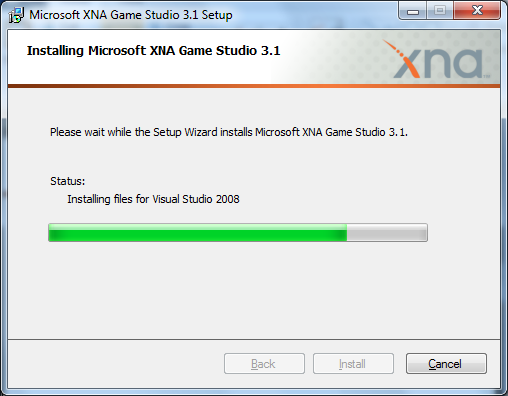 Microsoft XNA Game Studio 3.1 Setup
Installing Microsoft XNA Game Studio 3.1
xna
Please wait while the Setup Wizard installs Microsoft XNA Game Studio 3.1.
Status:
Installing files for Visual Studio 2008
Back
Install
Cancel